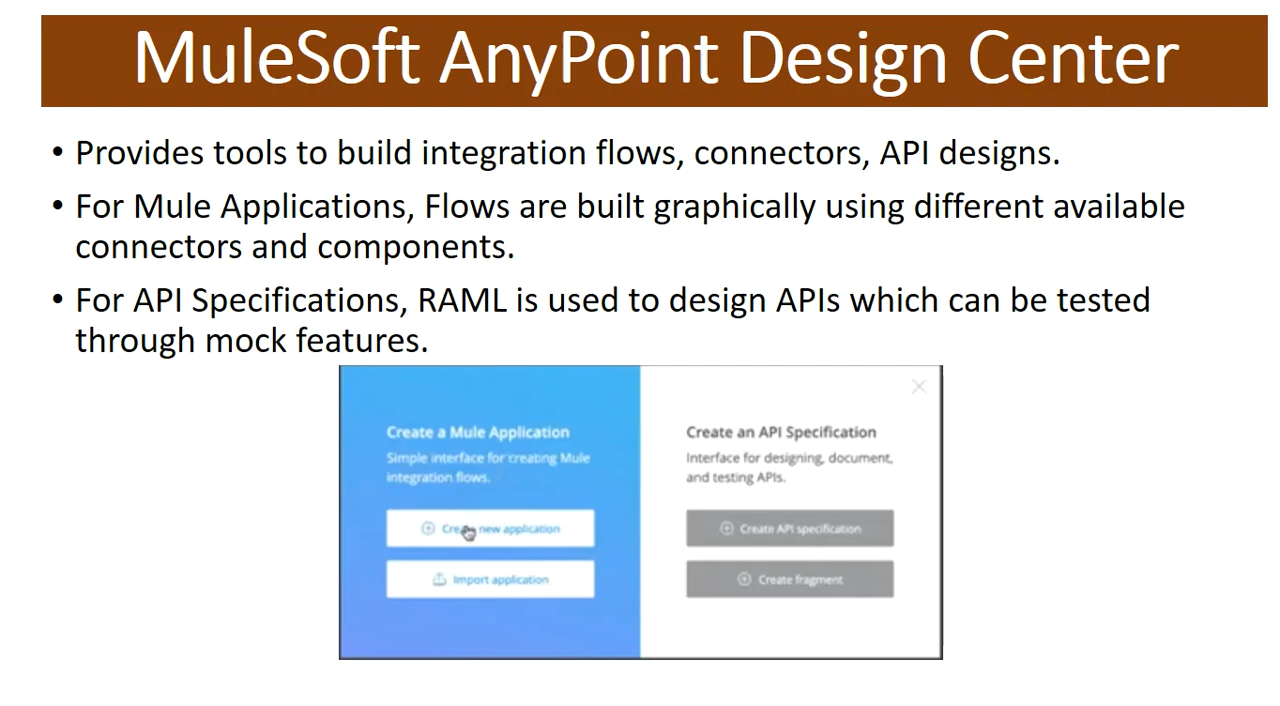 MuleSoft AnyPoint Design Center
• Provides tools to build integration flows, connectors, API designs.
• For Mule Applications, Flows are built graphically using different available
connectors and components.
• For API Specifications, RAML is used to design APIs which can be tested
through mock features.
Create a Mule Application
Simple interface for creating Mule
integration flows.
Create new application
Import application
Create an API Specification
Interface for designing, document,
and testing APIs.
Create API specification
Create fragment